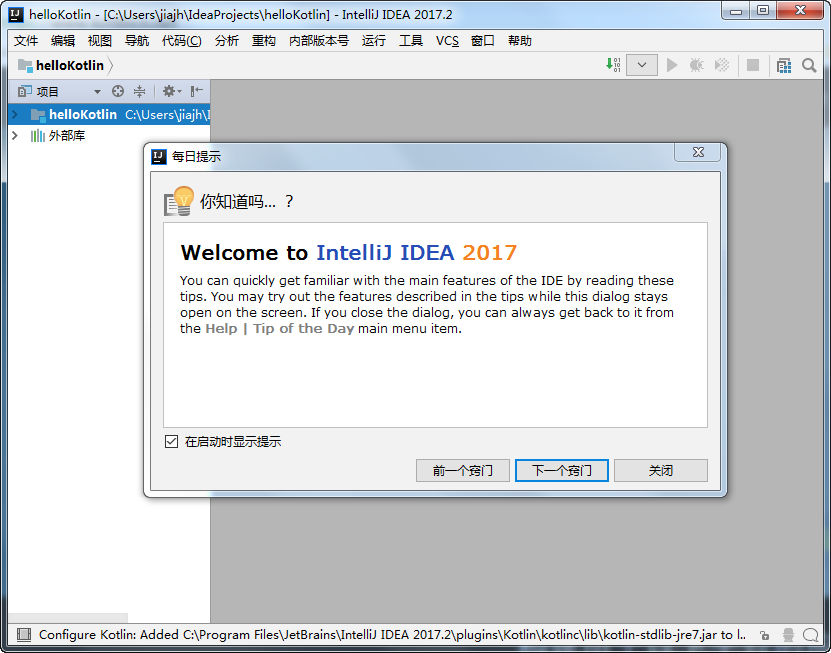 helloKotlin - [C:\Users\jiajh\IdeaProjects\helloKotlin] - IntelliJ IDEA 2017.2
文件 编辑 视图 导航 代码(C) 分析 重构 内部版本号 运行 工具 VCS 窗口 帮助
helloKotlin
项目
helloKotlin C:\Users\jiajh\I
外部库
每日提示
你知道吗... ？
Welcome to IntelliJ IDEA 2017
You can quickly get familiar with the main features of the IDE by reading these
tips. You may try out the features described in the tips while this dialog stays
open on the screen. If you close the dialog, you can always get back to it from
the Help | Tip of the Day main menu item.
在启动时显示提示
前一个窍门 下一个窍门 关闭
Configure Kotlin: Added C:\Program Files\JetBrains\IntelliJ IDEA 2017.2\plugins\Kotlin\kotlinc\lib\kotlin-stdlib-jre7.jar to l..